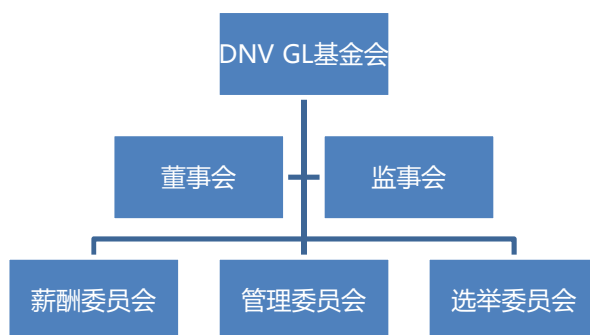 DNV GL基金会
董事会
监事会
薪酬委员会
管理委员会
选举委员会